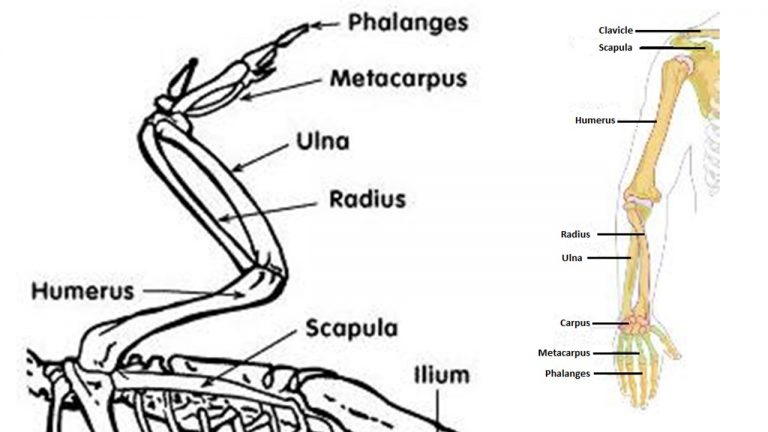 Phalanges
Metacarpus
Ulna
Radius
Humerus
Scapula
Ilium
Clavicle
Scapula
Humerus
Radius
Ulna
Carpus
Metacarpus
Phalanges